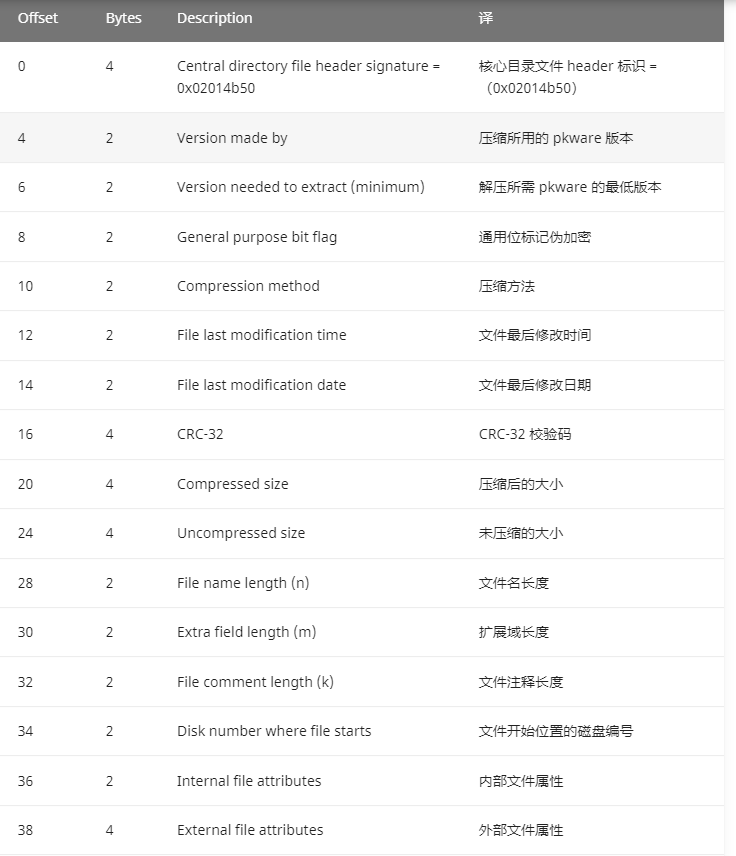 Offset Bytes Description 译
0 4 Central directory file header signature = 核心目录文件 header 标识 =
0x02014b50 （0x02014b50）
4 2 Version made by 压缩所用的 pkware 版本
6 2 Version needed to extract (minimum) 解压所需 pkware 的最低版本
8 2 General purpose bit flag 通用位标记伪加密
10 2 Compression method 压缩方法
12 2 File last modification time 文件最后修改时间
14 2 File last modification date 文件最后修改日期
16 4 CRC-32 CRC-32 校验码
20 4 Compressed size 压缩后的大小
24 4 Uncompressed size 未压缩的大小
28 2 File name length (n) 文件名长度
30 2 Extra field length (m) 扩展域长度
32 2 File comment length (k) 文件注释长度
34 2 Disk number where file starts 文件开始位置的磁盘编号
36 2 Internal file attributes 内部文件属性
38 4 External file attributes 外部文件属性